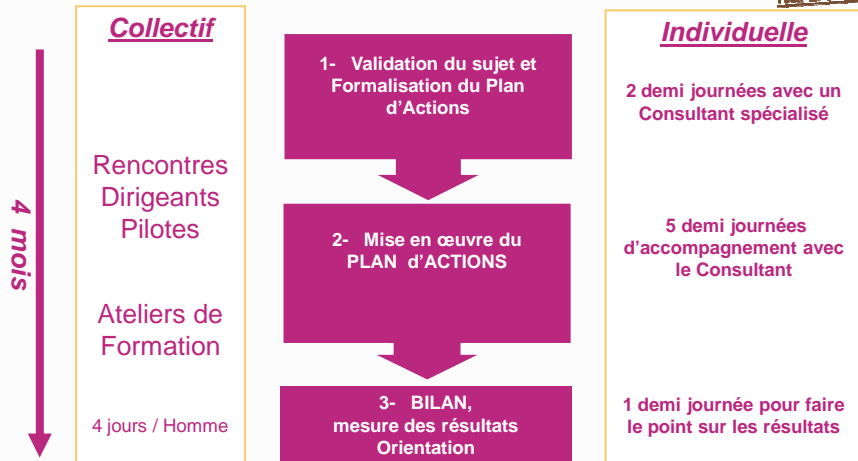 Collectif
Rencontres
Dirigeants
Pilotes
Ateliers de
Formation
4 jours / Homme
4 mois
1- Validation du sujet et
Formalisation du Plan
d’Actions
2- Mise en œuvre du
PLAN d’ACTIONS
3- BILAN,
mesure des résultats
Orientation
Individuelle
2 demi journées avec un
Consultant spécialisé
5 demi journées
d’accompagnement avec
le Consultant
1 demi journée pour faire
le point sur les résultats